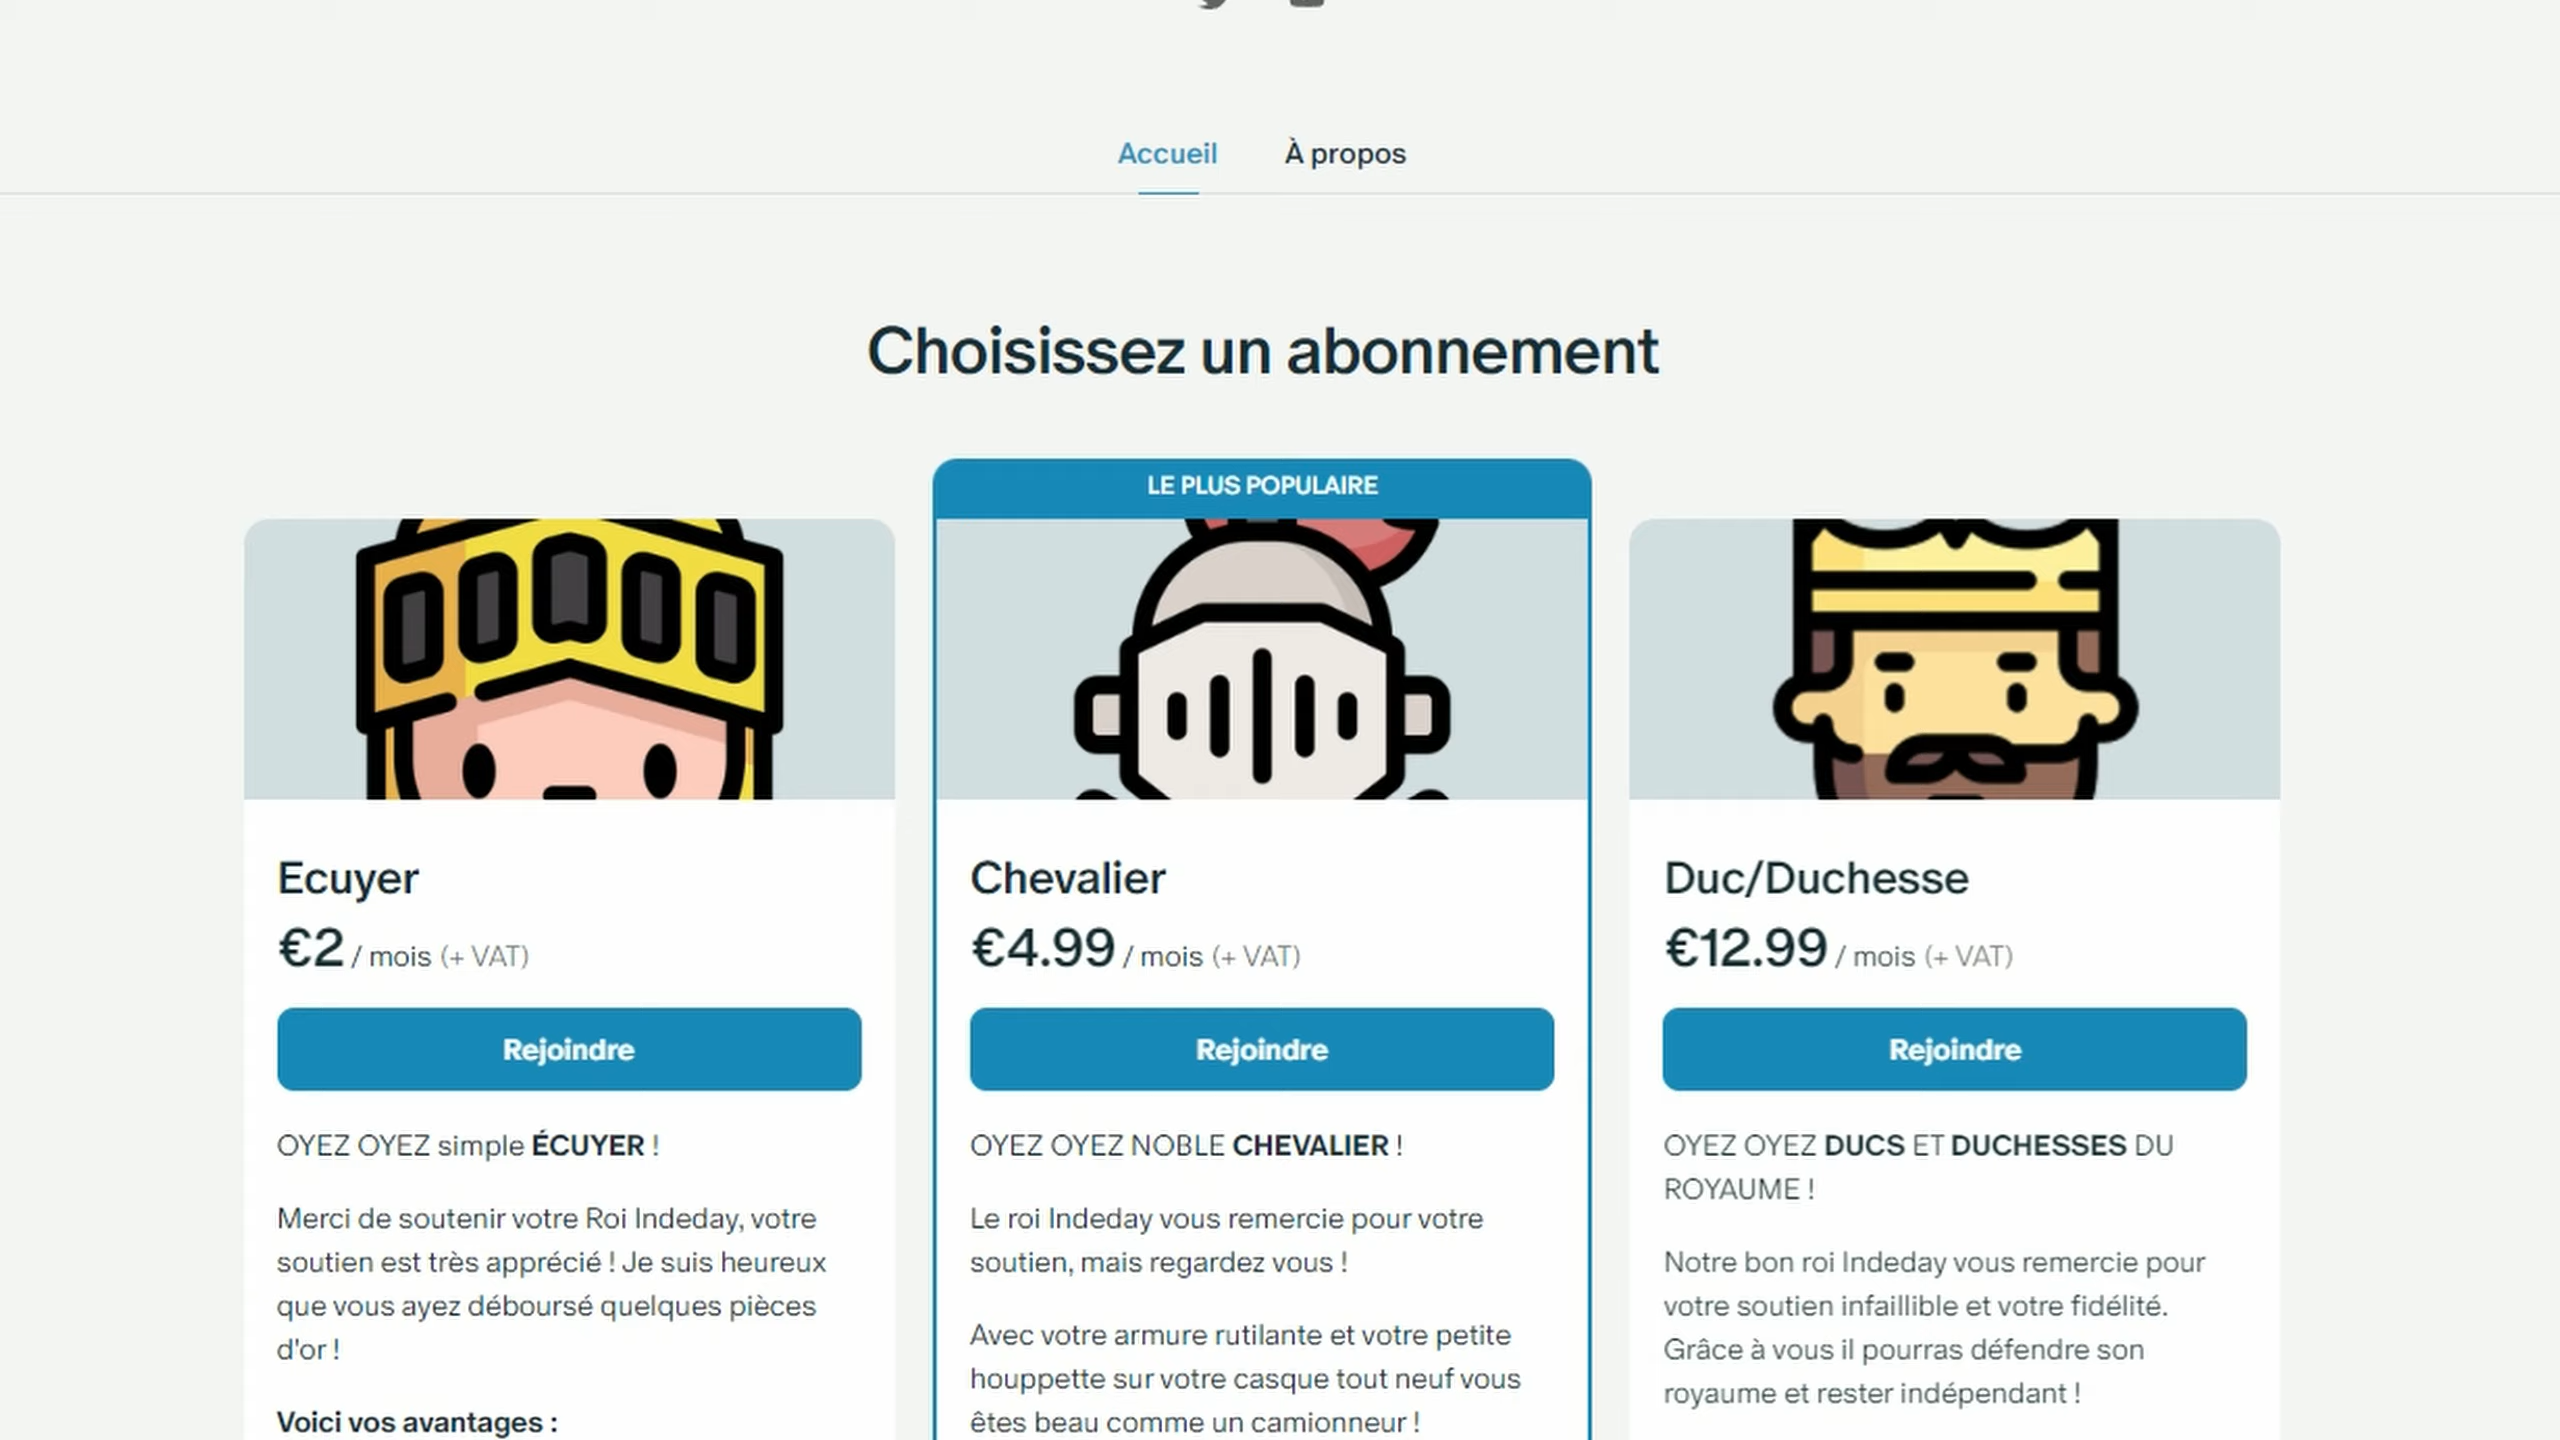 Accueil
À propos
Choisissez un abonnement
LE PLUS POPULAIRE
Ecuyer
€2 / mois (+ VAT)
Rejoindre
OYEZ OYEZ simple ÉCUYER !
Merci de soutenir votre Roi Indeday, votre
soutien est très apprécié ! Je suis heureux
que vous ayez déboursé quelques pièces
d'or !
Voici vos avantages :
Chevalier
€4.99 / mois (+ VAT)
Rejoindre
OYEZ OYEZ NOBLE CHEVALIER !
Le roi Indeday vous remercie pour votre
soutien, mais regardez vous !
Avec votre armure rutilante et votre petite
houppette sur votre casque tout neuf vous
êtes beau comme un camionneur !
Duc/Duchesse
€12.99 / mois (+ VAT)
Rejoindre
OYEZ OYEZ DUCS ET DUCHESSES DU
ROYAUME !
Notre bon roi Indeday vous remercie pour
votre soutien infaillible et votre fidélité.
Grâce à vous il pourras défendre son
royaume et rester indépendant !